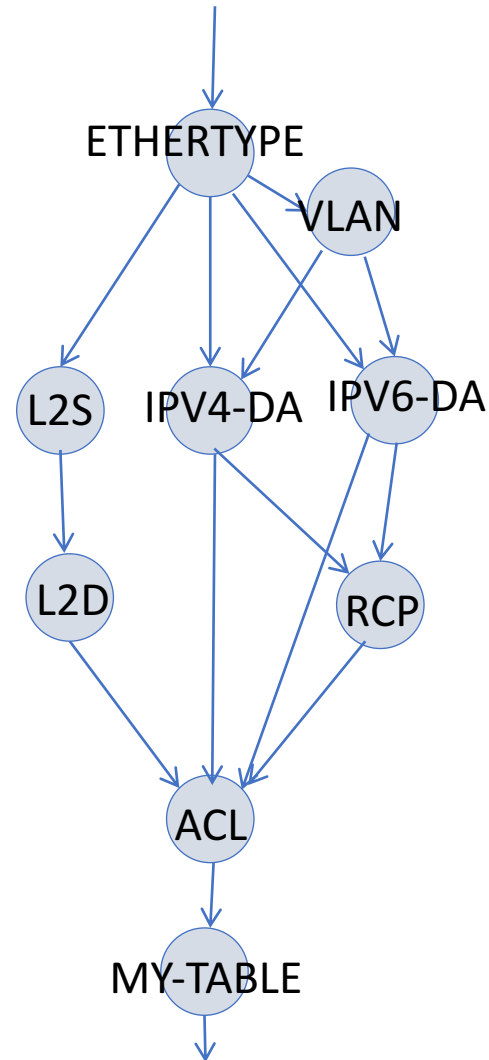 ETHERTYPE
VLAN
L2S
IPV4-DA
IPV6-DA
L2D
RCP
ACL
MY-TABLE